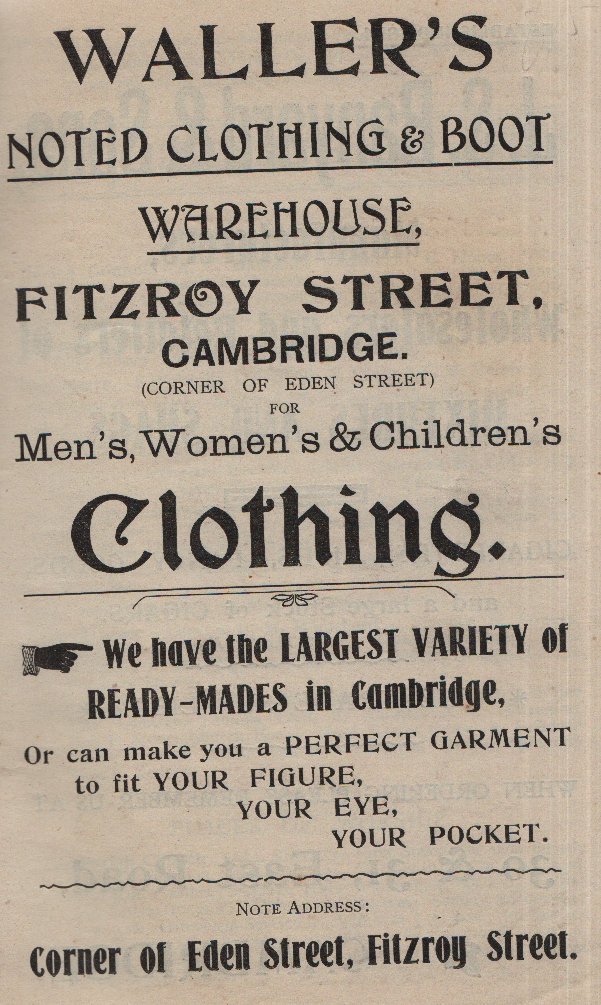 WALLER'S
NOTED CLOTHING & BOOT
WAREHOUSE,
FITZROY STREET,
CAMBRIDGE.
(CORNER OF EDEN STREET)
FOR
Men's, Women's & Children's
Clothing.
We have the LARGEST VARIETY of
READY-MADES in Cambridge,
Or can make you a PERFECT GARMENT
to fit YOUR FIGURE,
YOUR EYE,
YOUR POCKET.
NOTE ADDRESS:
Corner of Eden Street, Fitzroy Street.